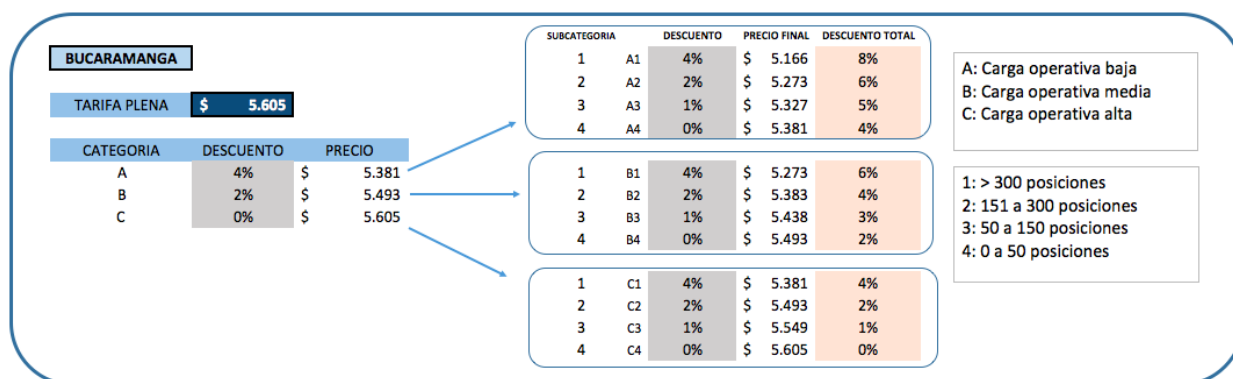 BUCARAMANGA
TARIFA PLENA $ 5.605
CATEGORIA DESCUENTO PRECIO
A 4% $ 5.381
B 2% $ 5.493
C 0% $ 5.605
SUBCATEGORIA DESCUENTO PRECIO FINAL DESCUENTO TOTAL
1 A1 4% $ 5.166 8%
2 A2 2% $ 5.273 6%
3 A3 1% $ 5.327 5%
4 A4 0% $ 5.381 4%
1 B1 4% $ 5.273 6%
2 B2 2% $ 5.383 4%
3 B3 1% $ 5.438 3%
4 B4 0% $ 5.493 2%
1 C1 4% $ 5.381 4%
2 C2 2% $ 5.493 2%
3 C3 1% $ 5.549 1%
4 C4 0% $ 5.605 0%
A: Carga operativa baja
B: Carga operativa media
C: Carga operativa alta
1: > 300 posiciones
2: 151 a 300 posiciones
3: 50 a 150 posiciones
4: 0 a 50 posiciones